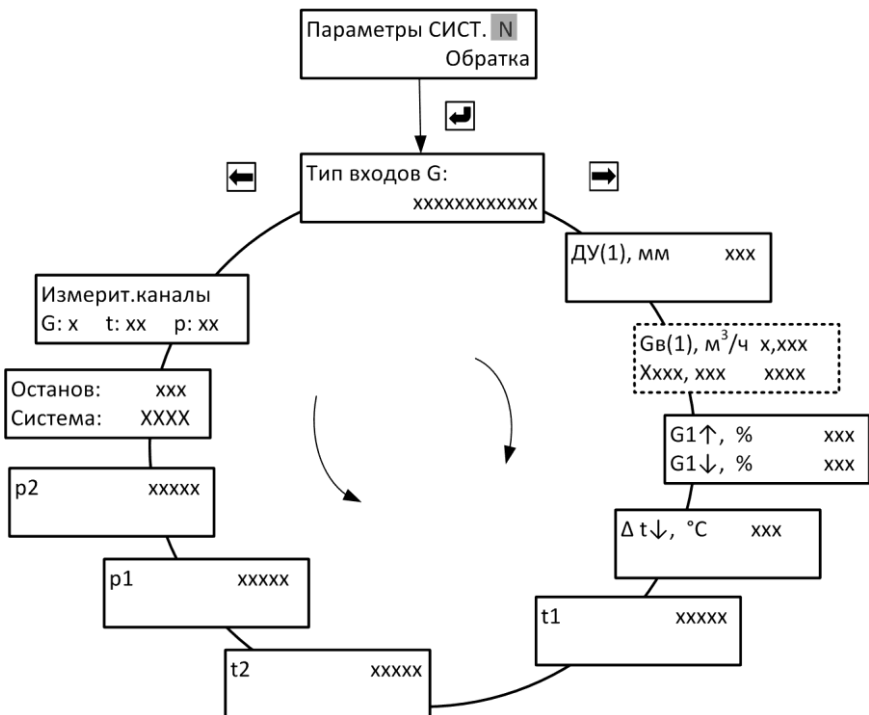 Параметры СИСТ. N
Обратка
Тип входов G:
xxxxxxxxxxxx
ДУ(1), мм xxx
Gв(1), м³/ч x,xxx
Xxxx, xxx xxxx
G1↑, % xxx
G1↓, % xxx
Δ t↓, °C xxx
t1 xxxxx
t2 xxxxx
p1 xxxxx
p2 xxxxx
Останов: xxx
Система: XXXX
Измерит.каналы
G: x t: xx p: xx